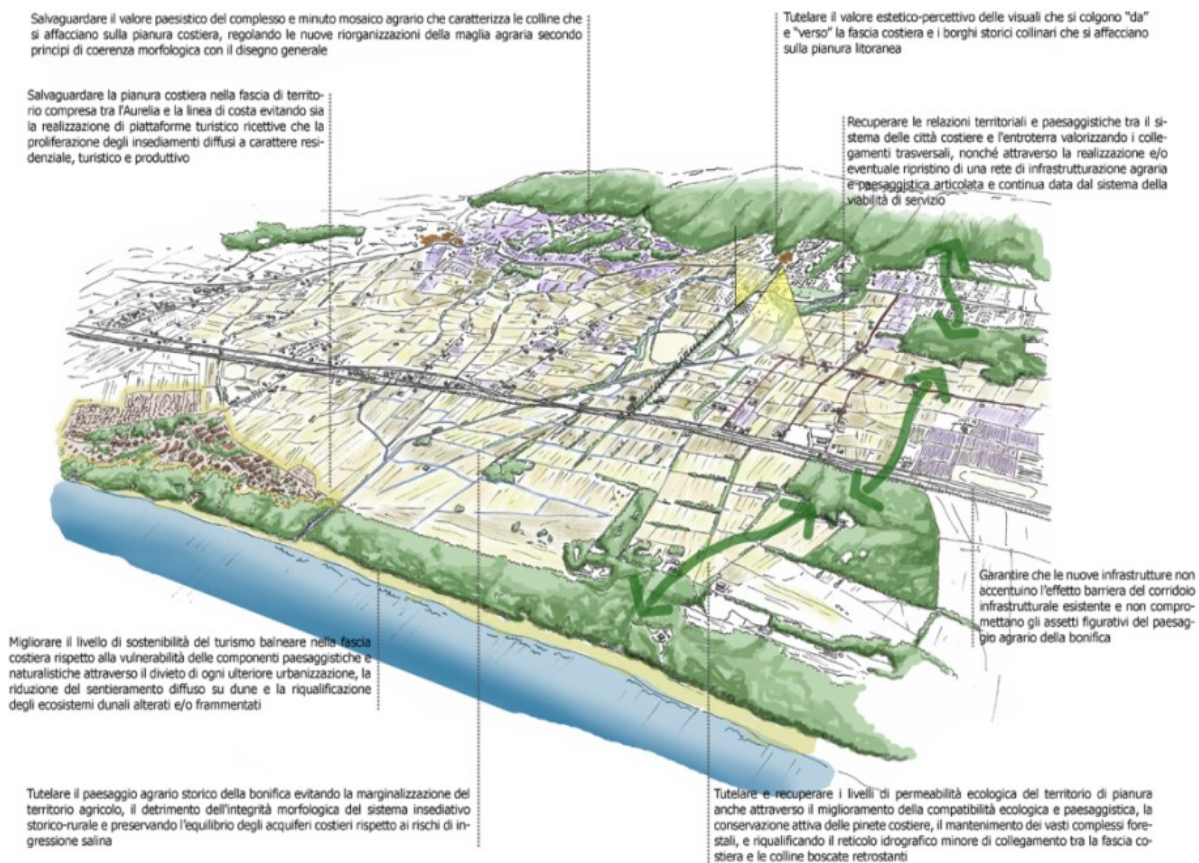 Salvaguardare il valore paesistico del complesso e minuto mosaico agrario che caratterizza le colline che
si affacciano sulla pianura costiera, regolando le nuove riorganizzazioni della maglia agraria secondo
principi di coerenza morfologica con il disegno generale
Tutelare il valore estetico-percettivo delle visuali che si colgono "da"
e "verso" la fascia costiera e i borghi storici collinari che si affacciano
sulla pianura litoranea
Salvaguardare la pianura costiera nella fascia di territo-
rio compresa tra l'Aurelia e la linea di costa evitando sia
la realizzazione di piattaforme turistico ricettive che la
proliferazione degli insediamenti diffusi a carattere resi-
denziale, turistico e produttivo
Recuperare le relazioni territoriali e paesaggistiche tra il si-
stema delle città costiere e l'entroterra valorizzando i colle-
gamenti trasversali, nonché attraverso la realizzazione e/o
eventuale ripristino di una rete di infrastrutturazione agraria
e paesaggistica articolata e continua data dal sistema della
viabilità di servizio
Garantire che le nuove infrastrutture non
accentuino l'effetto barriera del corridoio
infrastrutturale esistente e non compro-
mettano gli assetti figurativi del paesag-
gio agrario della bonifica
Migliorare il livello di sostenibilità del turismo balneare nella fascia
costiera rispetto alla vulnerabilità delle componenti paesaggistiche e
naturalistiche attraverso il divieto di ogni ulteriore urbanizzazione, la
riduzione del sentieramento diffuso su dune e la riqualificazione
degli ecosistemi dunali alterati e/o frammentati
Tutelare il paesaggio agrario storico della bonifica evitando la marginalizzazione del
territorio agricolo, il detrimento dell'integrità morfologica del sistema insediativo
storico-rurale e preservando l'equilibrio degli acquiferi costieri rispetto ai rischi di in-
gressione salina
Tutelare e recuperare i livelli di permeabilità ecologica del territorio di pianura
anche attraverso il miglioramento della compatibilità ecologica e paesaggistica, la
conservazione attiva delle pinete costiere, il mantenimento dei vasti complessi fore-
stali, e riqualificando il reticolo idrografico minore di collegamento tra la fascia co-
stiera e le colline boscate retrostanti